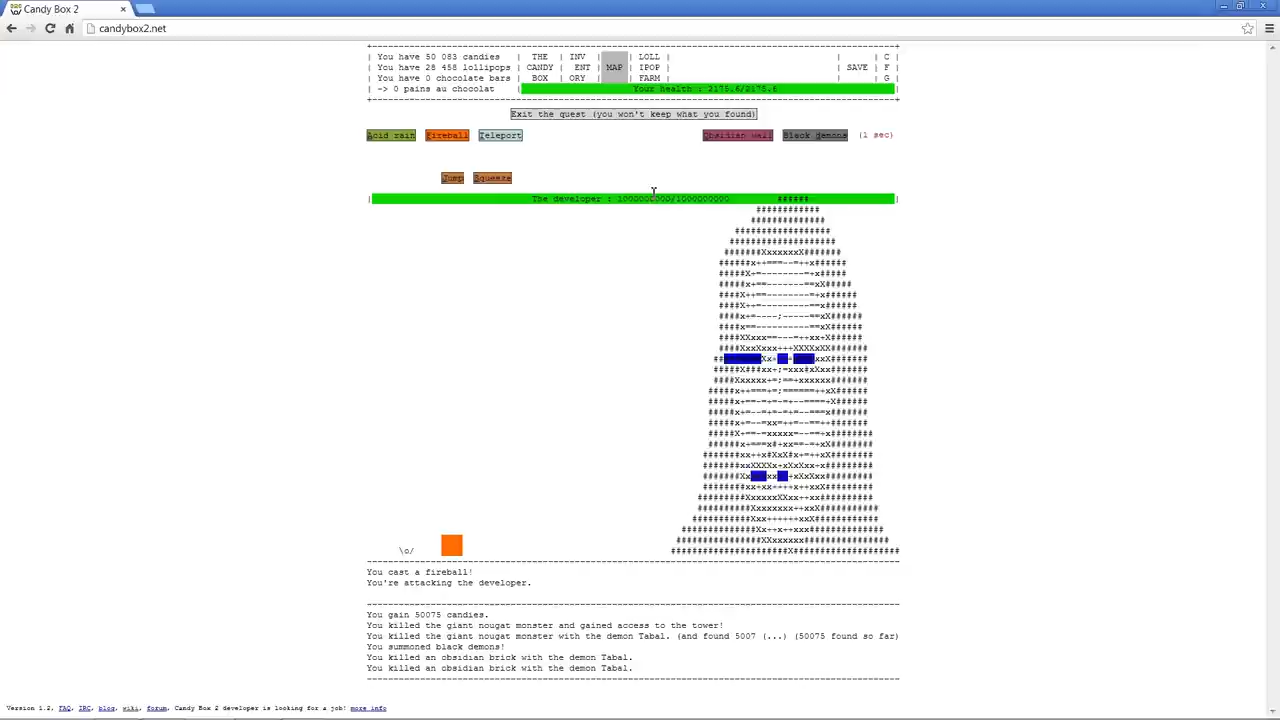 Candy Box 2
candybox2.net
You have 50 083 candies | THE | INV | | LOLL | | | C
You have 28 458 lollipops | CANDY | ENT | MAP | IPOP | | SAVE | F
You have 0 chocolate bars | BOX | ORY | | FARM | | | G
-> 0 pains au chocolat | Your health : 2175.6/2175.6
Exit the quest (you won't keep what you found)
Acid rain Fireball Teleport Obsidian wall Black demons (1 sec)
Jump Squeeze
The developer : 1000000000/1000000000
\o/
You cast a fireball!
You're attacking the developer.
You gain 50075 candies.
You killed the giant nougat monster and gained access to the tower!
You killed the giant nougat monster with the demon Tabal. (and found 5007 (...) (50075 found so far)
You summoned black demons!
You killed an obsidian brick with the demon Tabal.
You killed an obsidian brick with the demon Tabal.
Version 1.2, FAQ, IRC, blog, wiki, forum, Candy Box 2 developer is looking for a job! more info